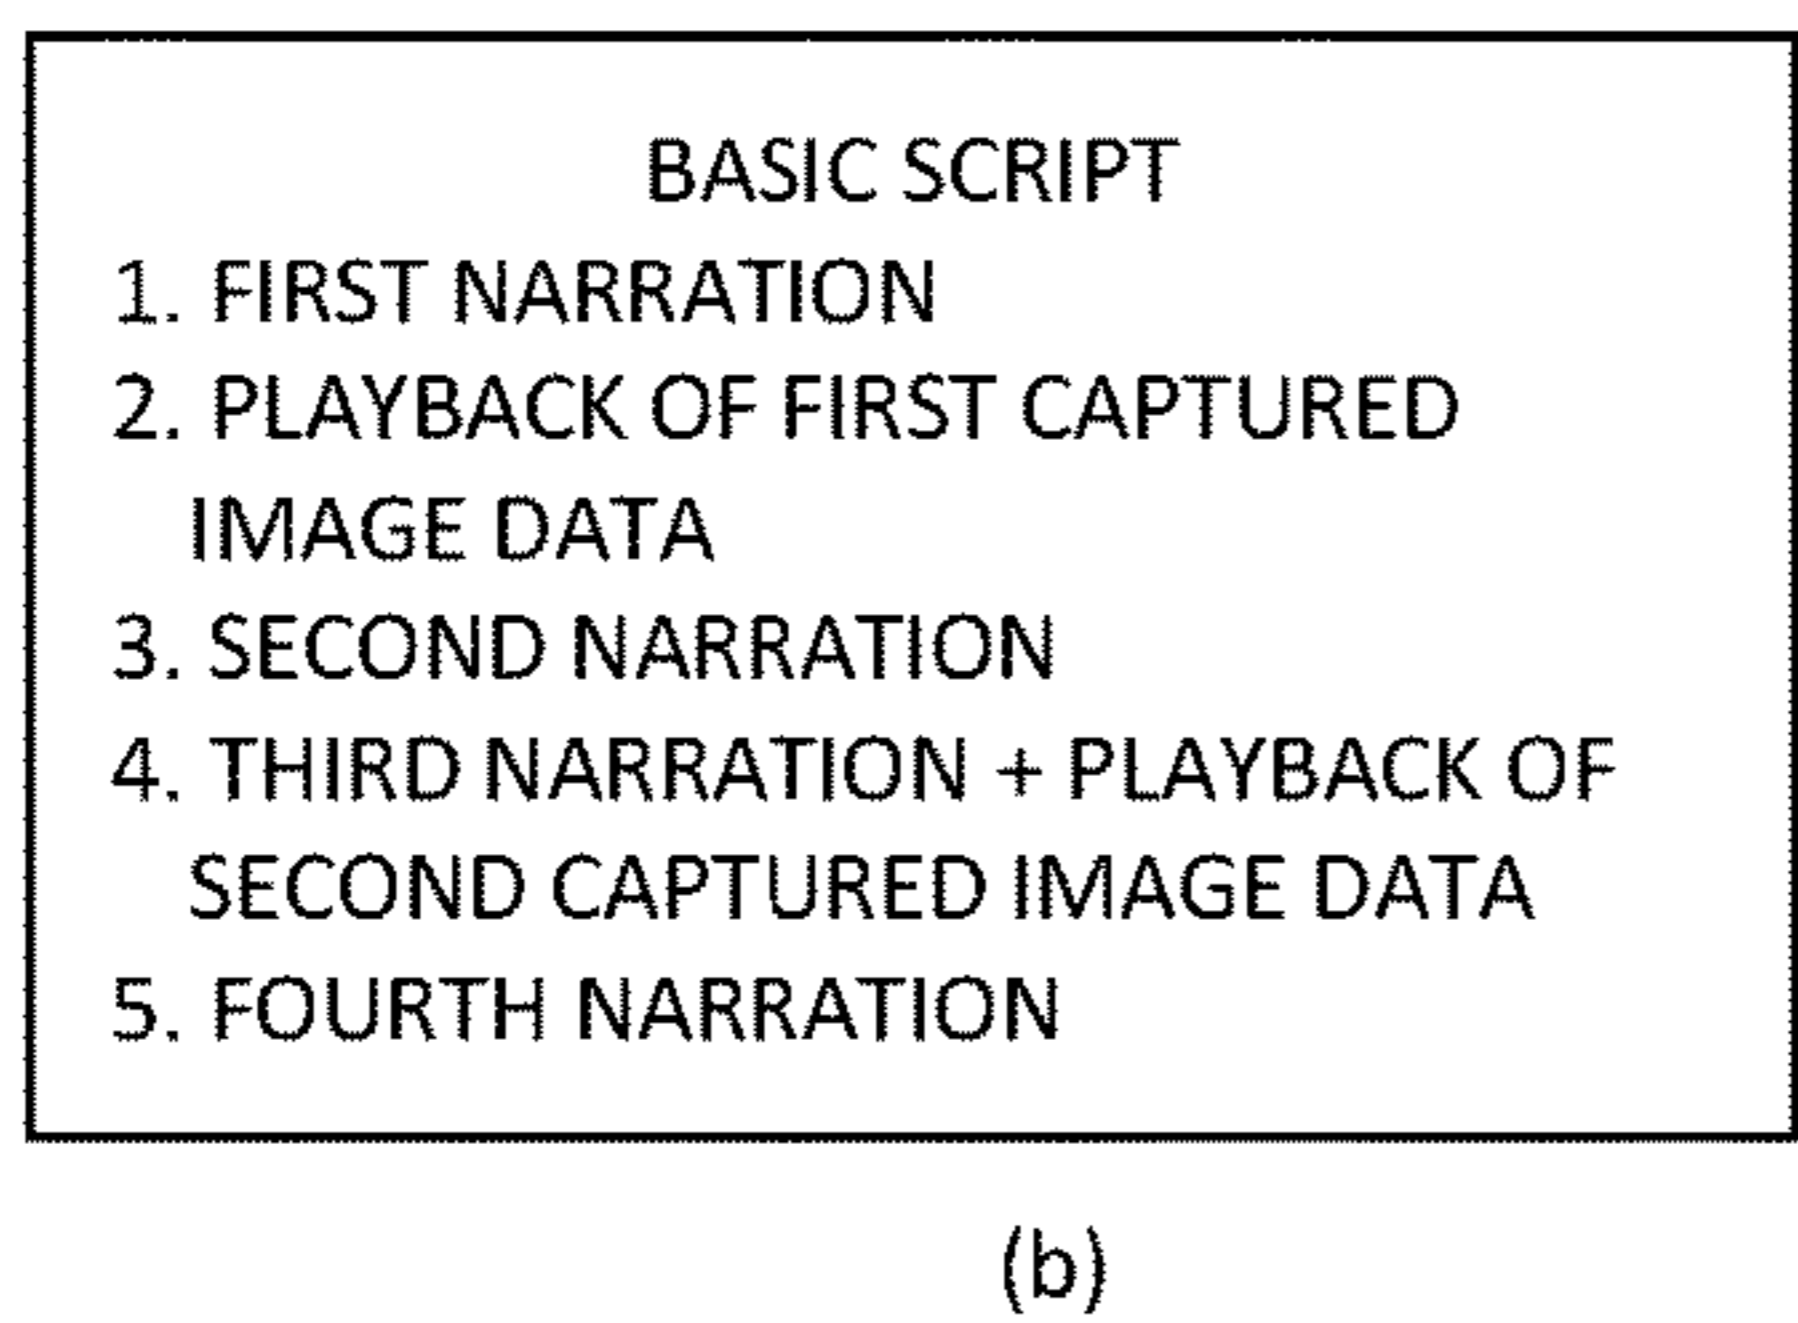 BASIC SCRIPT
1. FIRST NARRATION
2. PLAYBACK OF FIRST CAPTURED
IMAGE DATA
3. SECOND NARRATION
4. THIRD NARRATION + PLAYBACK OF
SECOND CAPTURED IMAGE DATA
5. FOURTH NARRATION
(b)